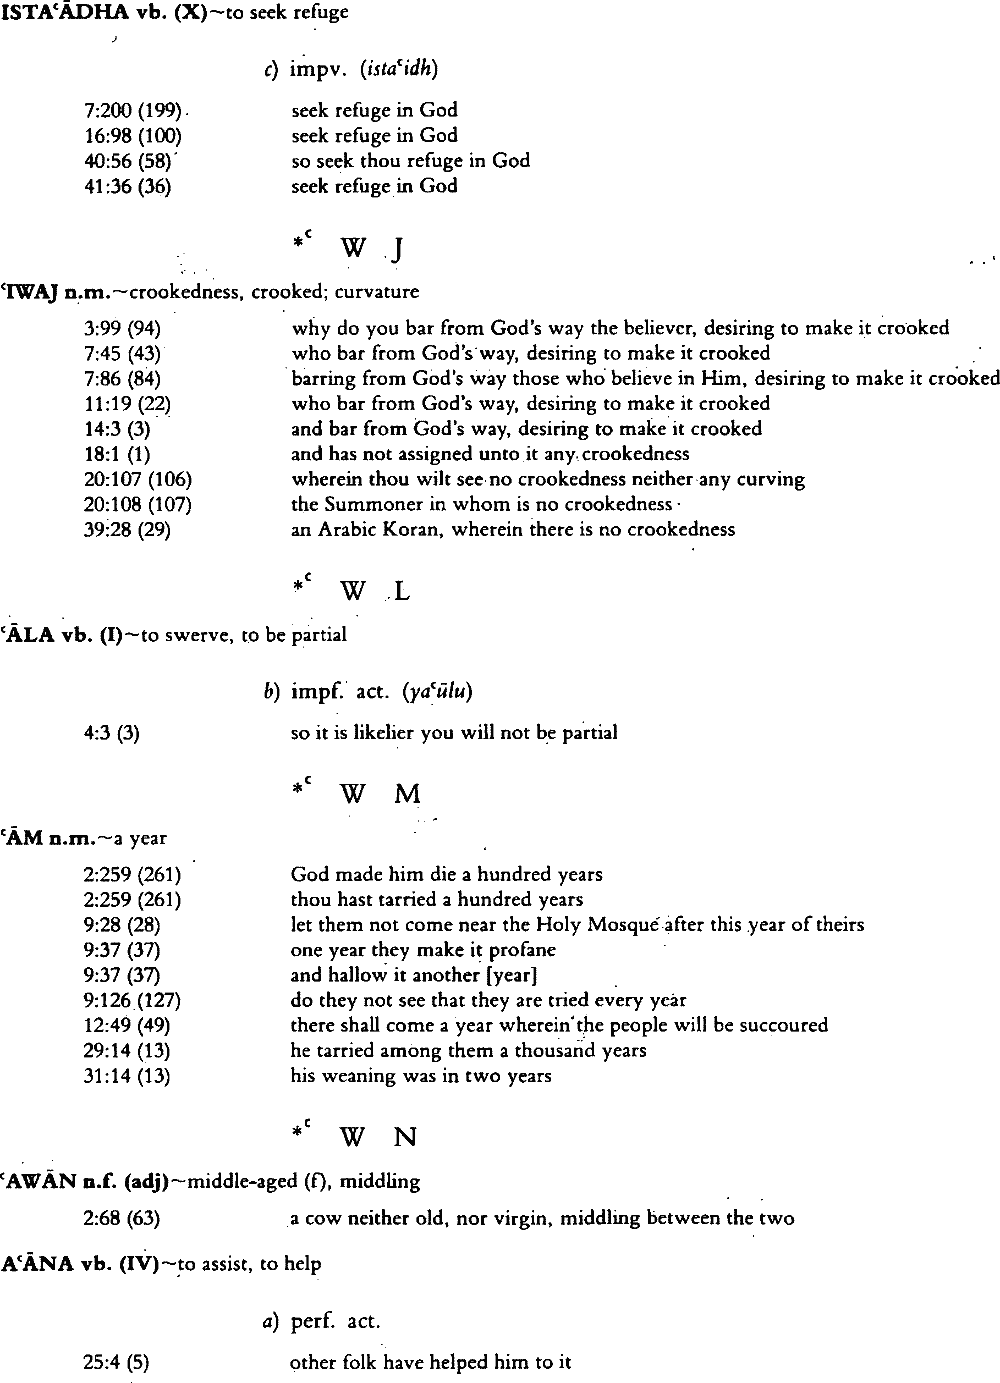 ISTAʿĀDHA vb. (X)~to seek refuge
c) impv. (istaʿidh)
7:200 (199) seek refuge in God
16:98 (100) seek refuge in God
40:56 (58) so seek thou refuge in God
41:36 (36) seek refuge in God
*ʿ W J
ʿIWAJ n.m.~crookedness, crooked; curvature
3:99 (94) why do you bar from God's way the believer, desiring to make it crooked
7:45 (43) who bar from God's way, desiring to make it crooked
7:86 (84) barring from God's way those who believe in Him, desiring to make it crooked
11:19 (22) who bar from God's way, desiring to make it crooked
14:3 (3) and bar from God's way, desiring to make it crooked
18:1 (1) and has not assigned unto it any crookedness
20:107 (106) wherein thou wilt see no crookedness neither any curving
20:108 (107) the Summoner in whom is no crookedness
39:28 (29) an Arabic Koran, wherein there is no crookedness
*ʿ W L
ʿĀLA vb. (I)~to swerve, to be partial
b) impf. act. (yaʿūlu)
4:3 (3) so it is likelier you will not be partial
*ʿ W M
ʿĀM n.m.~a year
2:259 (261) God made him die a hundred years
2:259 (261) thou hast tarried a hundred years
9:28 (28) let them not come near the Holy Mosque after this year of theirs
9:37 (37) one year they make it profane
9:37 (37) and hallow it another [year]
9:126 (127) do they not see that they are tried every year
12:49 (49) there shall come a year wherein the people will be succoured
29:14 (13) he tarried among them a thousand years
31:14 (13) his weaning was in two years
*ʿ W N
ʿAWĀN n.f. (adj)~middle-aged (f), middling
2:68 (63) a cow neither old, nor virgin, middling between the two
AʿĀNA vb. (IV)~to assist, to help
a) perf. act.
25:4 (5) other folk have helped him to it